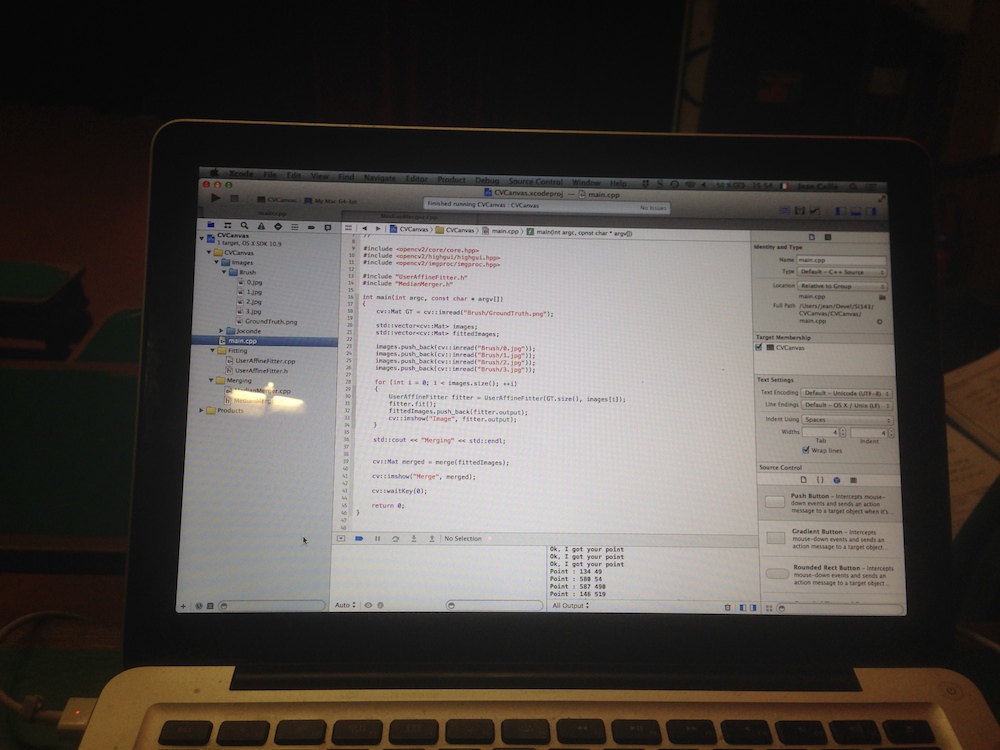 Xcode File Edit View Find Navigate Editor Product Debug Source Control Window Help 15:54
CVCanvas.xcodeproj — main.cpp
CVCanvas My Mac 64-bit
Finished running CVCanvas : CVCanvas
No Issues
main.cpp
MedianMerger.cpp
CVCanvas CVCanvas main.cpp main(int argc, const char * argv[])
CVCanvas
1 target, OS X SDK 10.9
CVCanvas
Images
Brush
0.jpg
1.jpg
2.jpg
3.jpg
GroundTruth.png
Joconde
main.cpp
Fitting
UserAffineFitter.cpp
UserAffineFitter.h
Merging
MedianMerger.cpp
Products
#include <opencv2/core/core.hpp>
#include <opencv2/highgui/highgui.hpp>
#include <opencv2/imgproc/imgproc.hpp>
#include "UserAffineFitter.h"
#include "MedianMerger.h"
int main(int argc, const char * argv[])
{
cv::Mat GT = cv::imread("Brush/GroundTruth.png");
std::vector<cv::Mat> images;
std::vector<cv::Mat> fittedImages;
images.push_back(cv::imread("Brush/0.jpg"));
images.push_back(cv::imread("Brush/1.jpg"));
images.push_back(cv::imread("Brush/2.jpg"));
images.push_back(cv::imread("Brush/3.jpg"));
for (int i = 0; i < images.size(); ++i)
{
UserAffineFitter fitter = UserAffineFitter(GT.size(), images[i]);
fitter.fit();
fittedImages.push_back(fitter.output);
cv::imshow("Image", fitter.output);
}
std::cout << "Merging" << std::endl;
cv::Mat merged = merge(fittedImages);
cv::imshow("Merge", merged);
cv::waitKey(0);
return 0;
}
No Selection
Ok, I got your point
Ok, I got your point
Ok, I got your point
Point : 134 49
Point : 580 54
Point : 587 490
Point : 146 519
Auto
All Output
Identity and Type
Name main.cpp
Type Default - C++ Source
Location Relative to Group
main.cpp
Full Path /Users/jean/Devel/SI343/
CVCanvas/CVCanvas/
main.cpp
Target Membership
CVCanvas
Text Settings
Text Encoding Default - Unicode (UTF-8)
Line Endings Default - OS X / Unix (LF)
Indent Using Spaces
Widths 4 4
Tab Indent
Wrap lines
Source Control
Push Button - Intercepts mouse-
down events and sends an action
message to a target object when it's...
Gradient Button - Intercepts
mouse-down events and sends an
action message to a target object...
Rounded Rect Button - Intercepts
mouse-down events and sends an
action message to a target object...